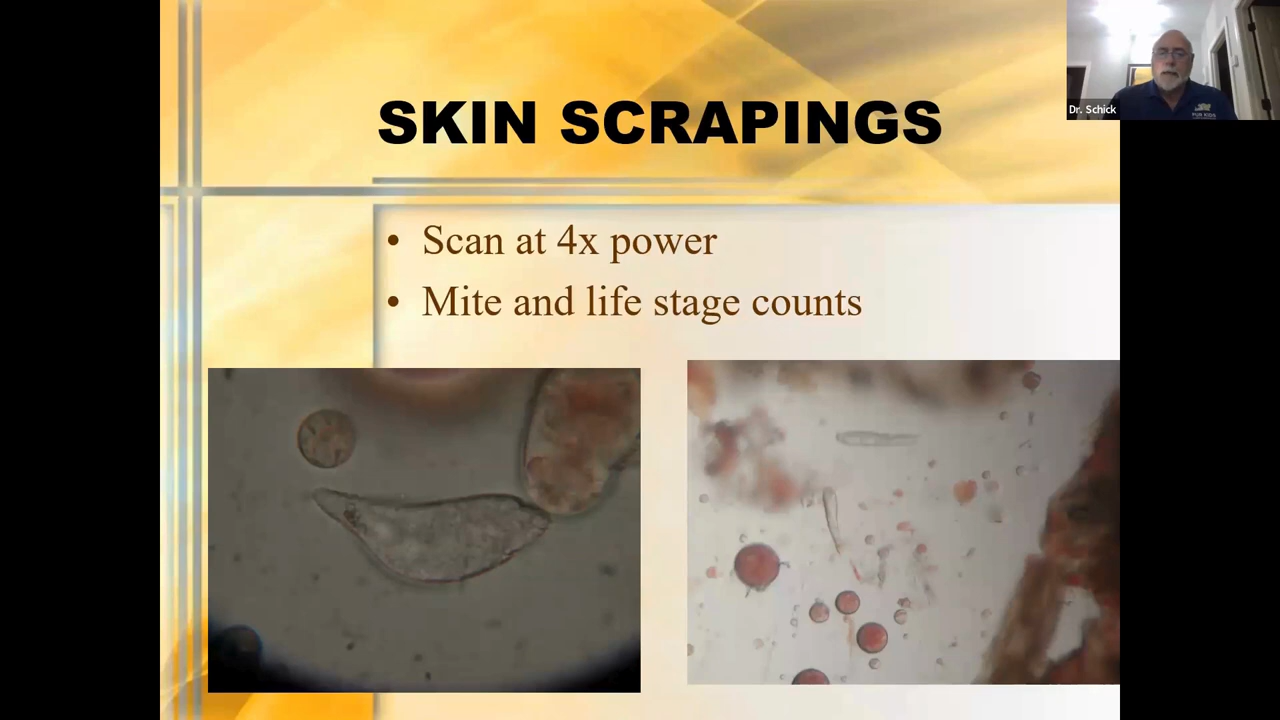 SKIN SCRAPINGS
Dr. Schick
• Scan at 4x power
• Mite and life stage counts